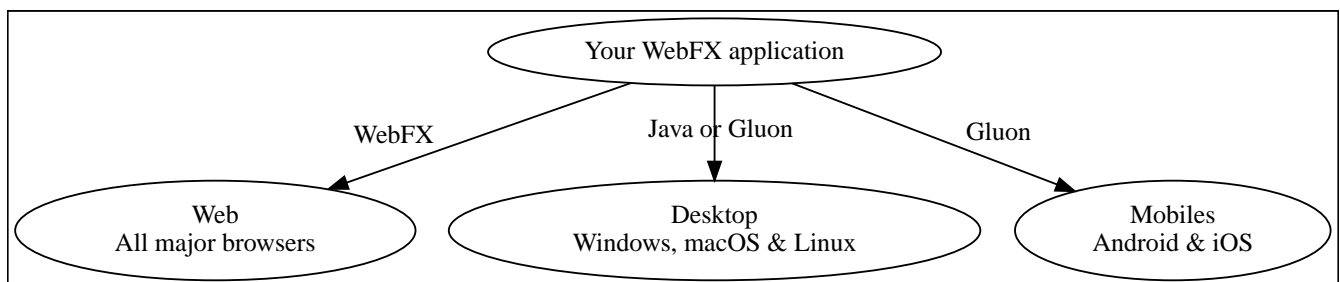 Your WebFX application
WebFX
Java or Gluon
Gluon
Web
All major browsers
Desktop
Windows, macOS & Linux
Mobiles
Android & iOS